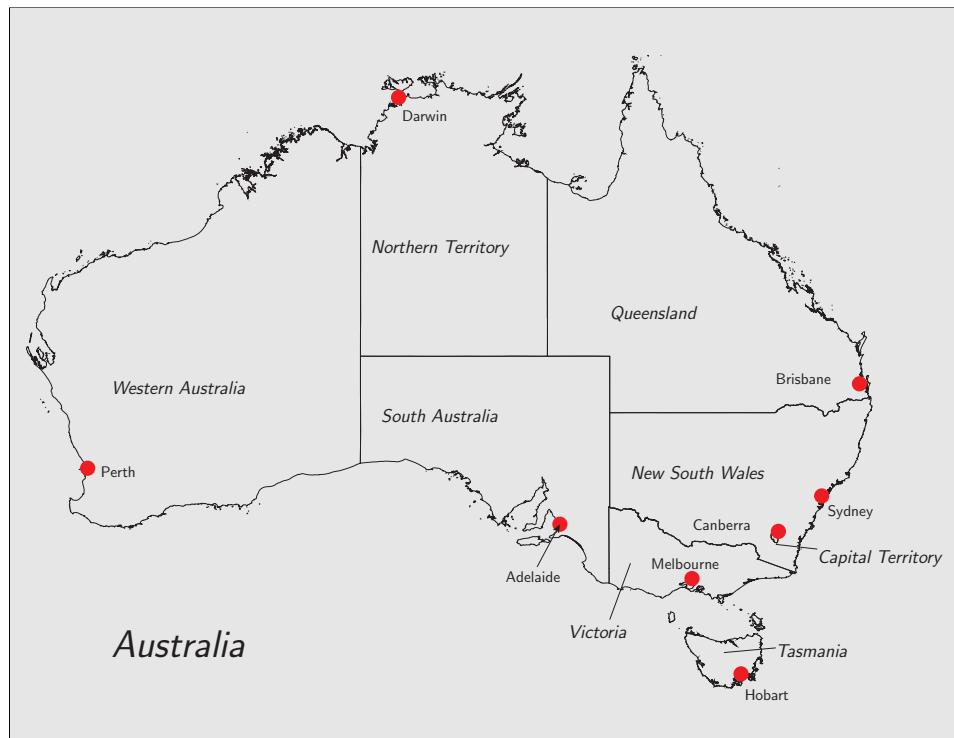 Darwin
Northern Territory
Queensland
Western Australia
Brisbane
South Australia
Perth
New South Wales
Sydney
Canberra
Capital Territory
Melbourne
Adelaide
Victoria
Australia
Tasmania
Hobart